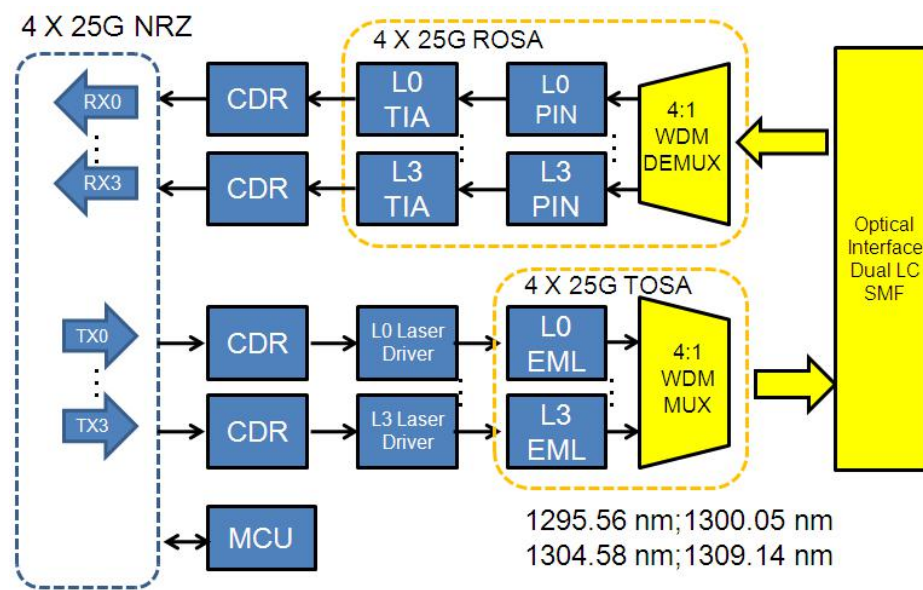 4 X 25G NRZ
4 X 25G ROSA
RX0
CDR
L0
TIA
L0
PIN
4:1
WDM
DEMUX
RX3
CDR
L3
TIA
L3
PIN
Optical
Interface
Dual LC
SMF
4 X 25G TOSA
TX0
CDR
L0 Laser
Driver
L0
EML
4:1
WDM
MUX
TX3
CDR
L3 Laser
Driver
L3
EML
MCU
1295.56 nm;1300.05 nm
1304.58 nm;1309.14 nm